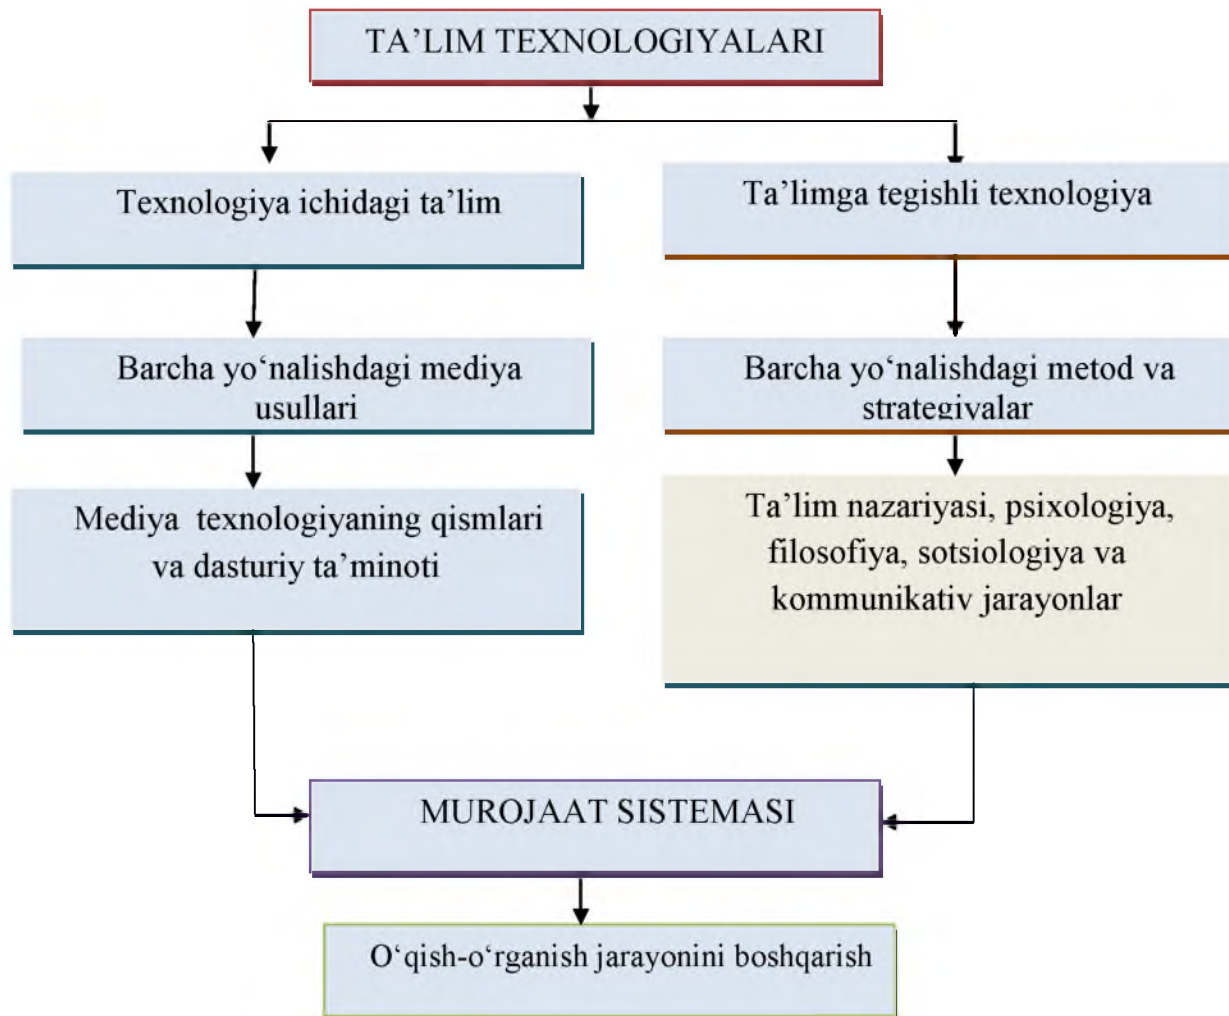 TA’LIM TEXNOLOGIYALARI
Texnologiya ichidagi ta’lim
Ta’limga tegishli texnologiya
Barcha yo‘nalishdagi mediya
usullari
Barcha yo‘nalishdagi metod va
strategiyalar
Mediya texnologiyaning qismlari
va dasturiy ta’minoti
Ta’lim nazariyasi, psixologiya,
filosofiya, sotsiologiya va
kommunikativ jarayonlar
MUROJAAT SISTEMASI
O‘qish-o‘rganish jarayonini boshqarish